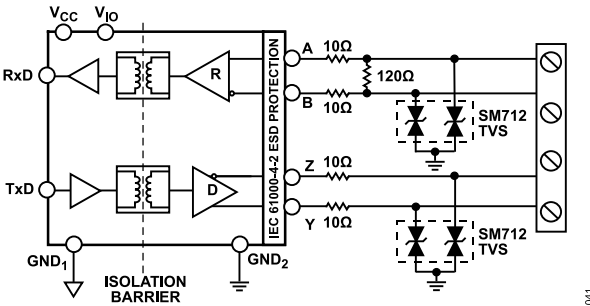 VCC VIO
RxD
R
A 10Ω
120Ω
B 10Ω
SM712
TVS
IEC 61000-4-2 ESD PROTECTION
TxD
D
Z 10Ω
Y 10Ω
SM712
TVS
GND1
GND2
ISOLATION
BARRIER
041